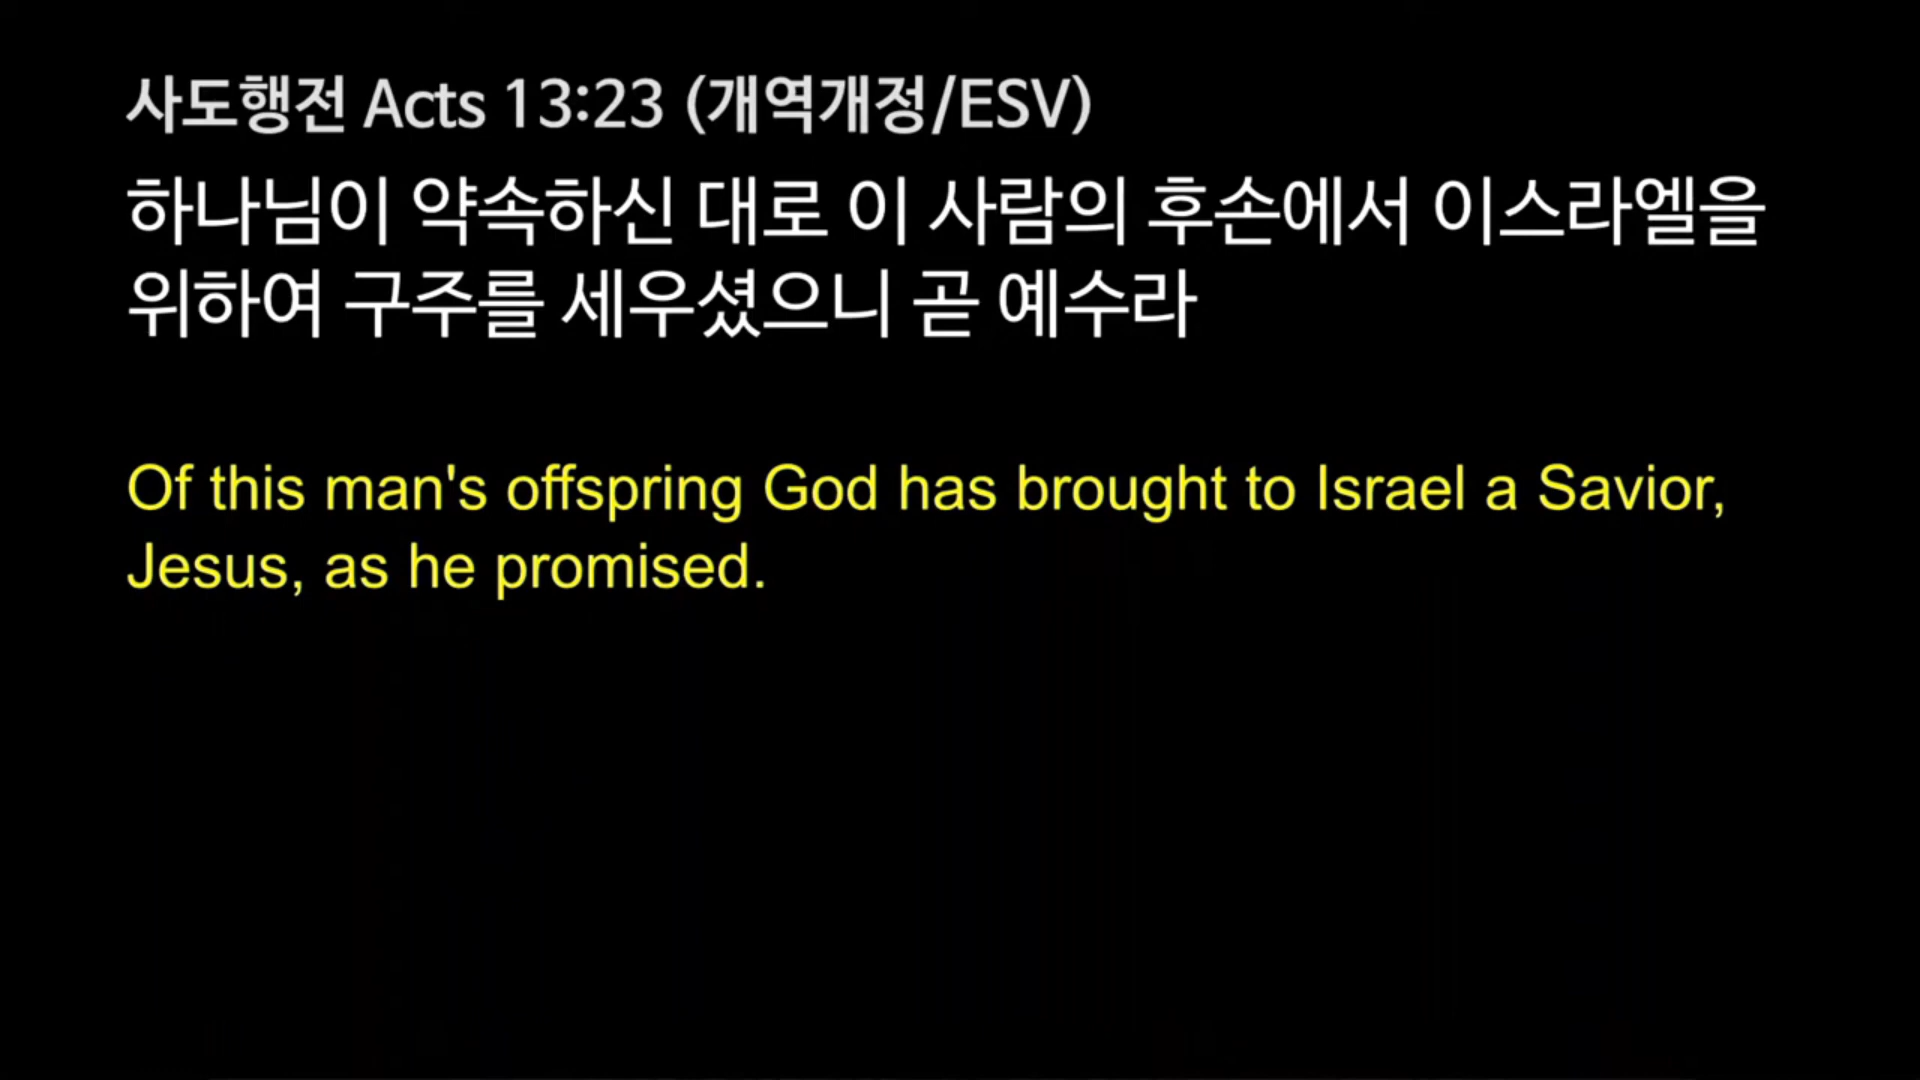 사도행전 Acts 13:23 (개역개정/ESV)
하나님이 약속하신 대로 이 사람의 후손에서 이스라엘을
위하여 구주를 세우셨으니 곧 예수라
Of this man's offspring God has brought to Israel a Savior,
Jesus, as he promised.